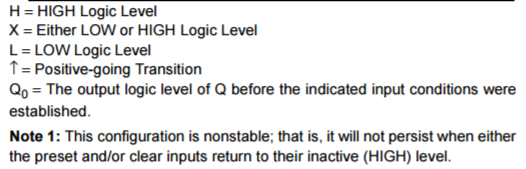 H = HIGH Logic Level
X = Either LOW or HIGH Logic Level
L = LOW Logic Level
↑ = Positive-going Transition
Q0 = The output logic level of Q before the indicated input conditions were
established.
Note 1: This configuration is nonstable; that is, it will not persist when either
the preset and/or clear inputs return to their inactive (HIGH) level.